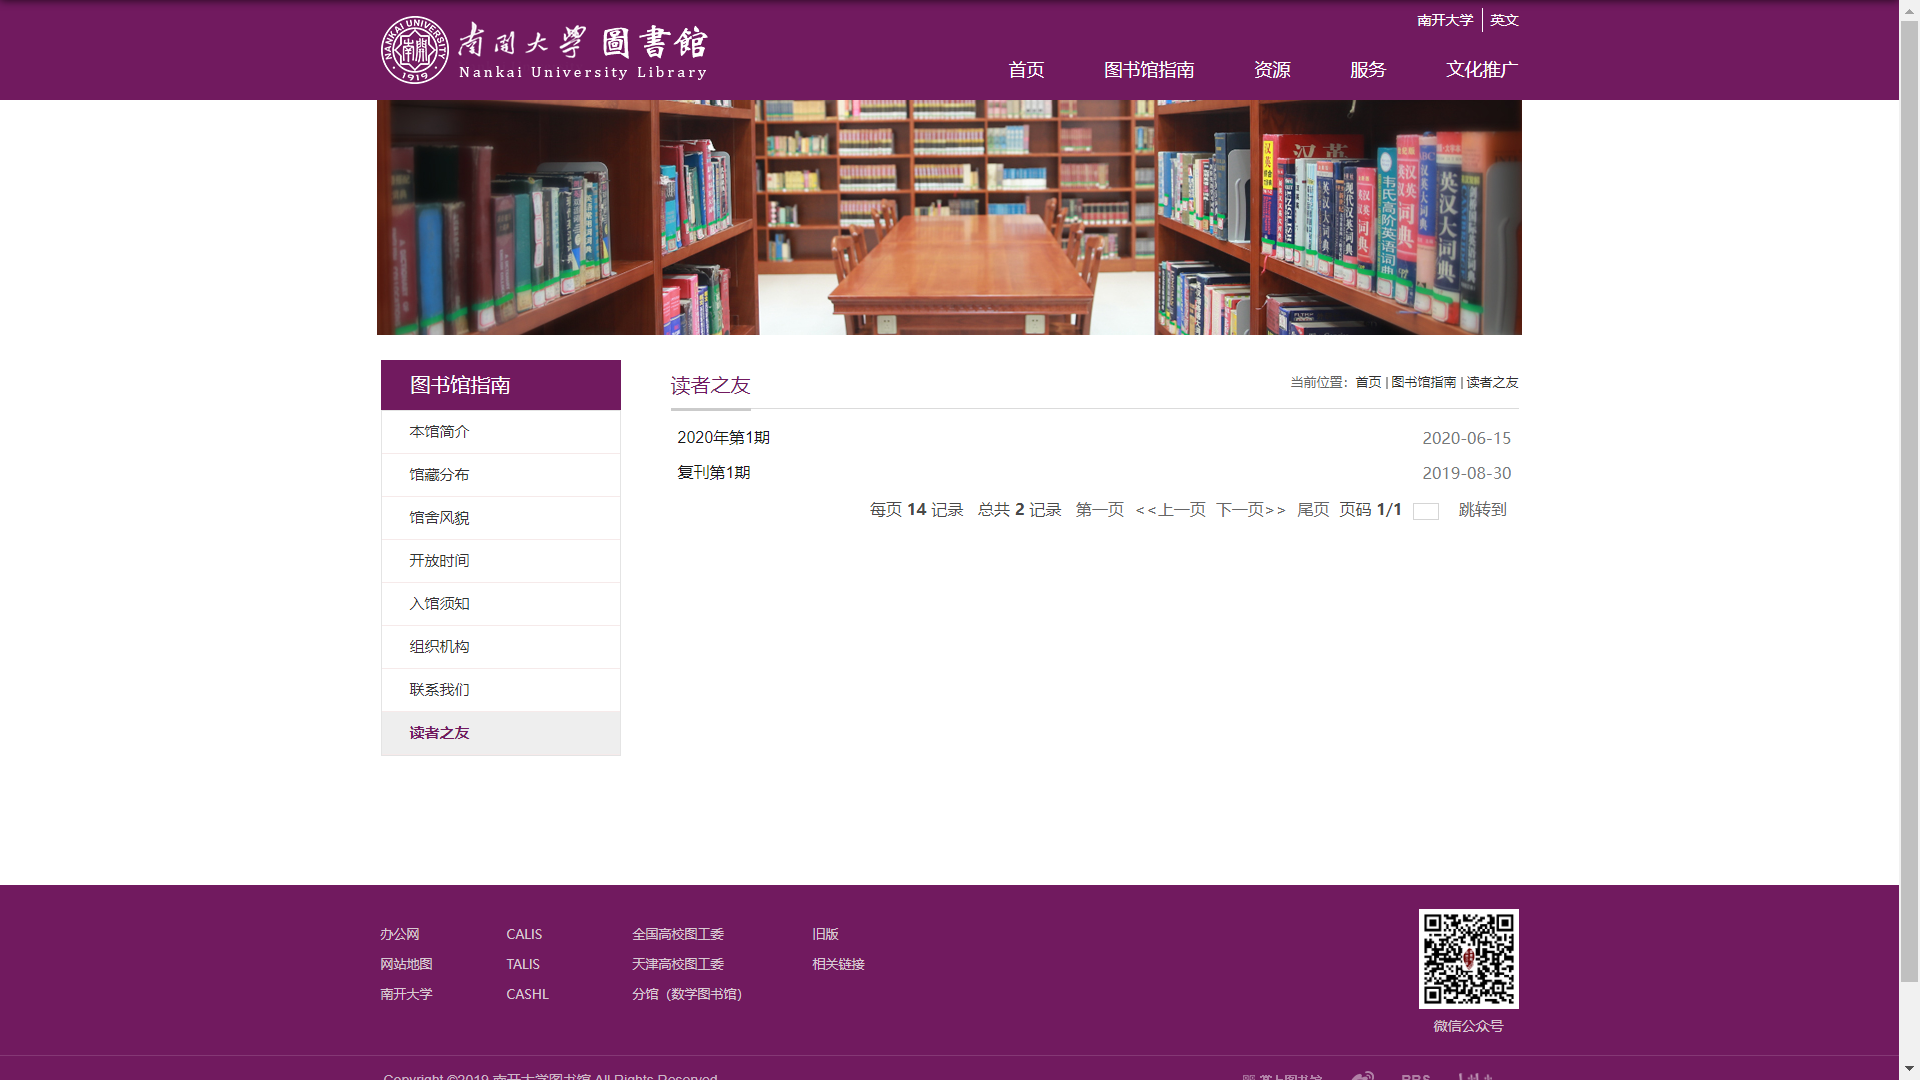 南开大学 英文
南開大學 圖書館
Nankai University Library
NANKAI UNIVERSITY
1919
首页 图书馆指南 资源 服务 文化推广
图书馆指南
本馆简介
馆藏分布
馆舍风貌
开放时间
入馆须知
组织机构
联系我们
读者之友
读者之友
当前位置: 首页 | 图书馆指南 | 读者之友
2020年第1期 2020-06-15
复刊第1期 2019-08-30
每页 14 记录 总共 2 记录 第一页 <<上一页 下一页>> 尾页 页码 1/1 跳转到
办公网 CALIS 全国高校图工委 旧版
网站地图 TALIS 天津高校图工委 相关链接
南开大学 CASHL 分馆（数学图书馆）
微信公众号
Copyright ©2019 南开大学图书馆 All Rights Reserved
掌上图书馆 BBS